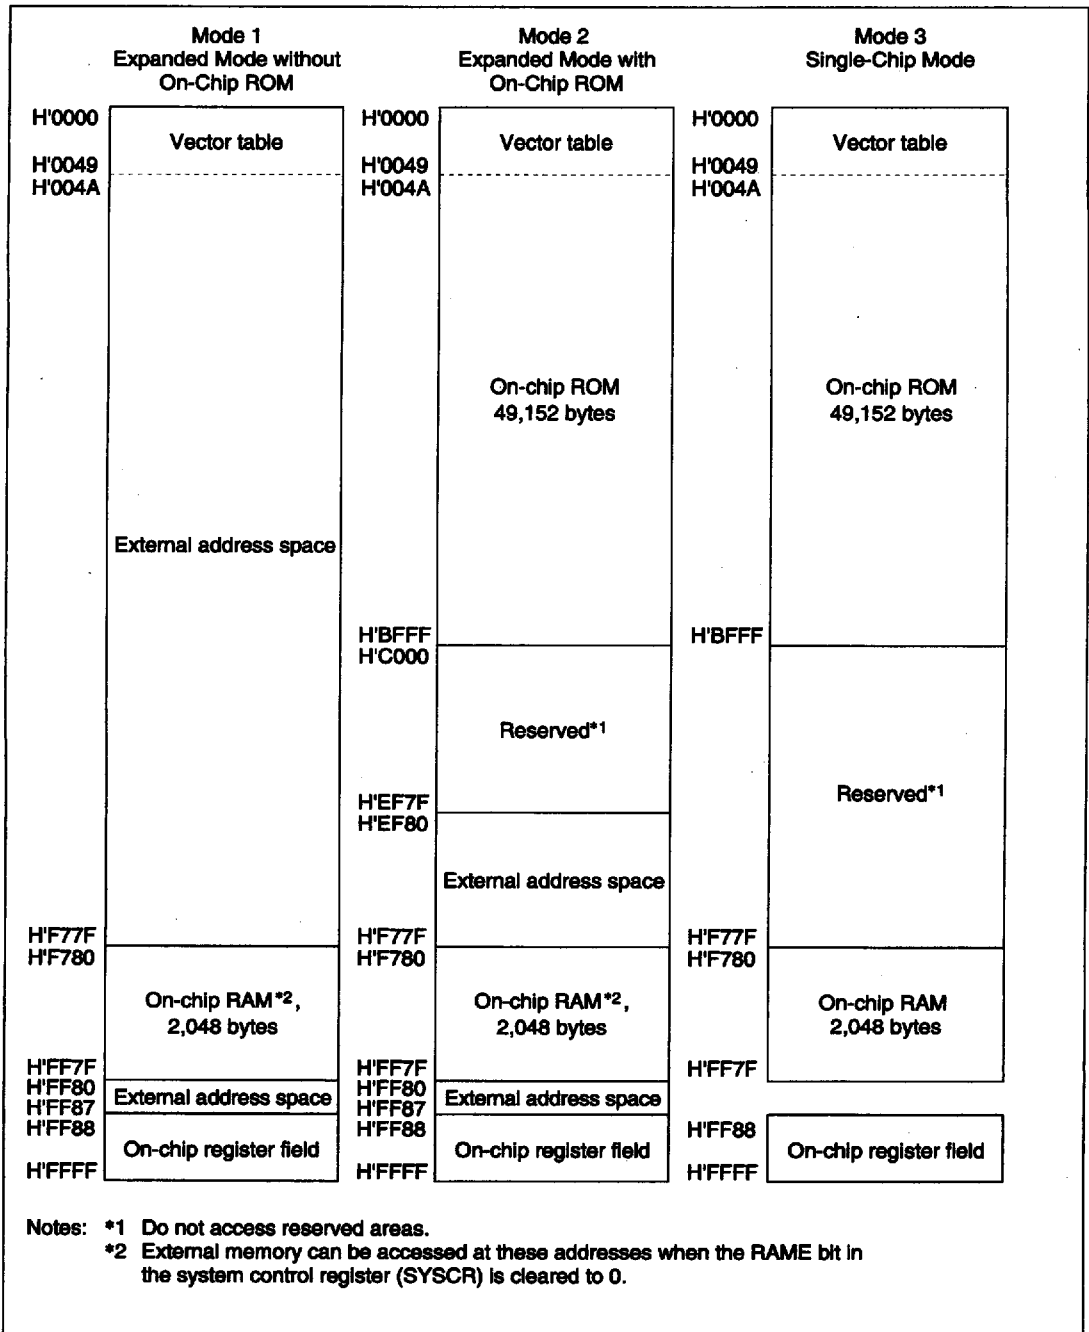 Mode 1
Expanded Mode without
On-Chip ROM
H'0000
Vector table
H'0049
H'004A
External address space
H'F77F
H'F780
On-chip RAM*2,
2,048 bytes
H'FF7F
H'FF80
External address space
H'FF87
H'FF88
On-chip register field
H'FFFF
Mode 2
Expanded Mode with
On-Chip ROM
H'0000
Vector table
H'0049
H'004A
On-chip ROM
49,152 bytes
H'BFFF
H'C000
Reserved*1
H'EF7F
H'EF80
External address space
H'F77F
H'F780
On-chip RAM*2,
2,048 bytes
H'FF7F
H'FF80
External address space
H'FF87
H'FF88
On-chip register field
H'FFFF
Mode 3
Single-Chip Mode
H'0000
Vector table
H'0049
H'004A
On-chip ROM
49,152 bytes
H'BFFF
Reserved*1
H'F77F
H'F780
On-chip RAM
2,048 bytes
H'FF7F
H'FF88
On-chip register field
H'FFFF
Notes: *1 Do not access reserved areas.
*2 External memory can be accessed at these addresses when the RAME bit in
the system control register (SYSCR) is cleared to 0.